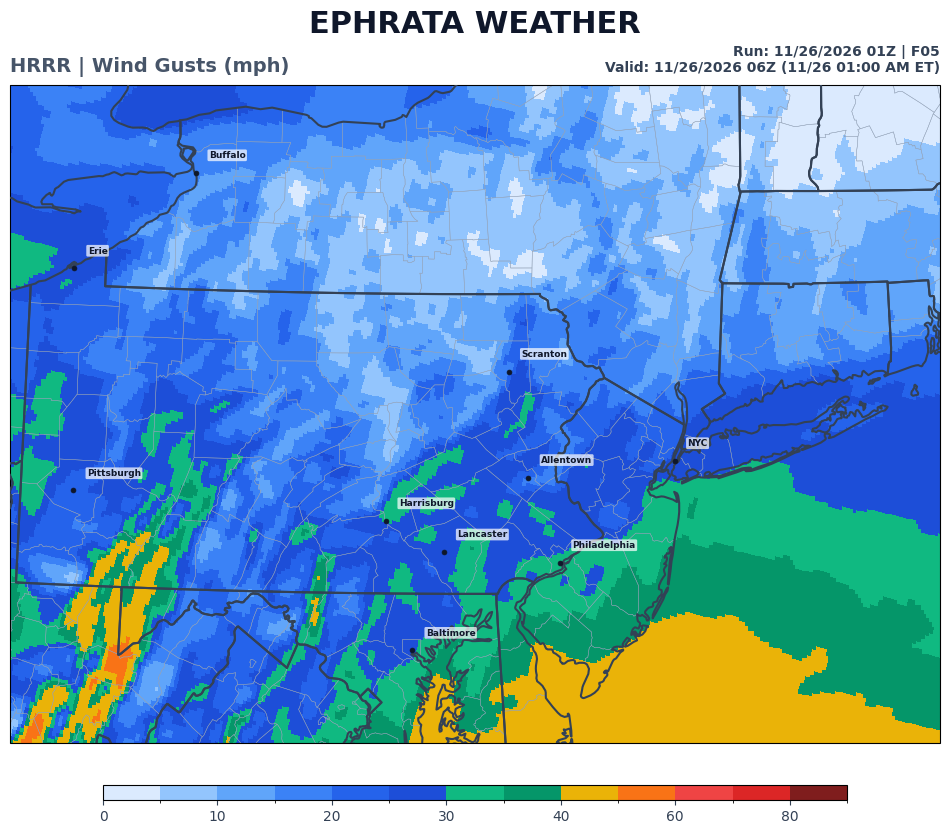 EPHRATA WEATHER
HRRR | Wind Gusts (mph)
Run: 11/26/2026 01Z | F05
Valid: 11/26/2026 06Z (11/26 01:00 AM ET)
Buffalo
Erie
Scranton
NYC
Allentown
Pittsburgh
Harrisburg
Lancaster
Philadelphia
Baltimore
0 10 20 30 40 50 60 70 80